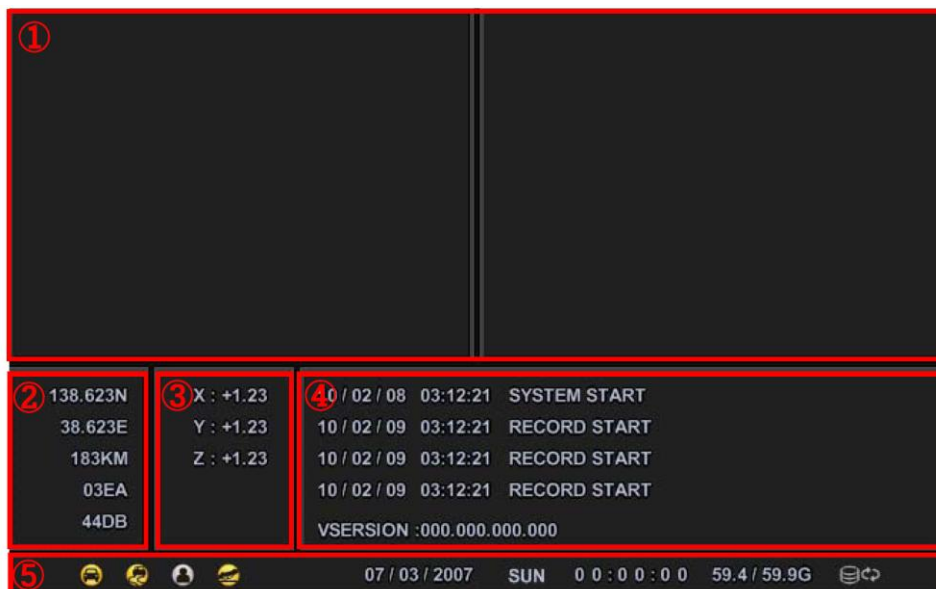 ①
② 138.623N
38.623E
183KM
03EA
44DB
③ X : +1.23
Y : +1.23
Z : +1.23
④ 10 / 02 / 08 03:12:21 SYSTEM START
10 / 02 / 09 03:12:21 RECORD START
10 / 02 / 09 03:12:21 RECORD START
10 / 02 / 09 03:12:21 RECORD START
VSERSION :000.000.000.000
⑤ 07 / 03 / 2007 SUN 0 0 : 0 0 : 0 0 59.4 / 59.9G